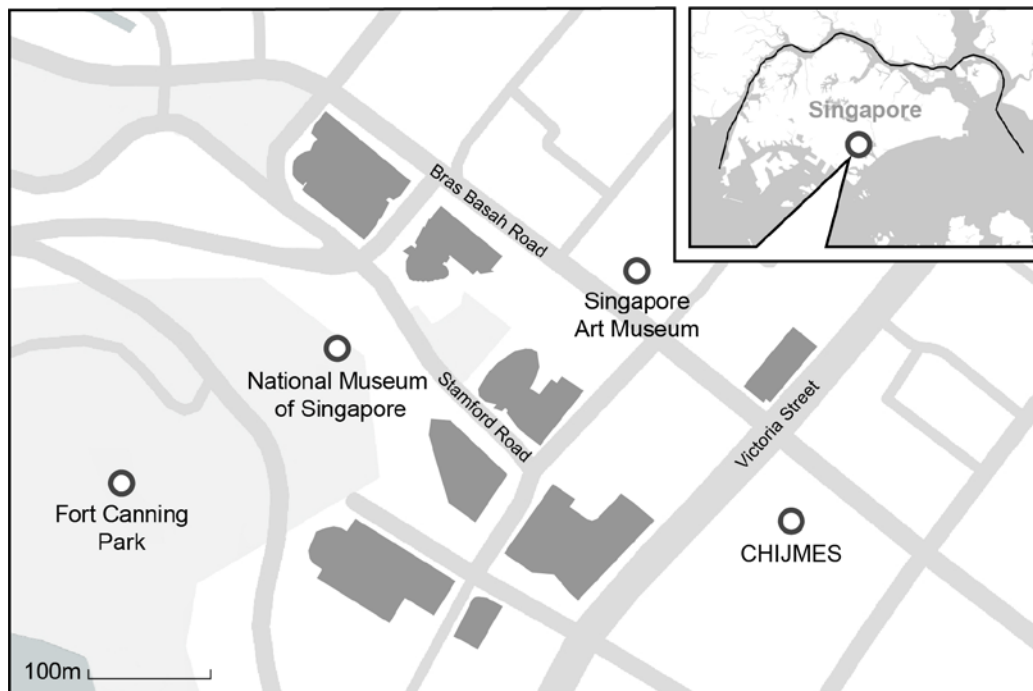 Singapore
Bras Basah Road
Singapore
Art Museum
National Museum
of Singapore
Stamford Road
Victoria Street
Fort Canning
Park
CHIJMES
100m